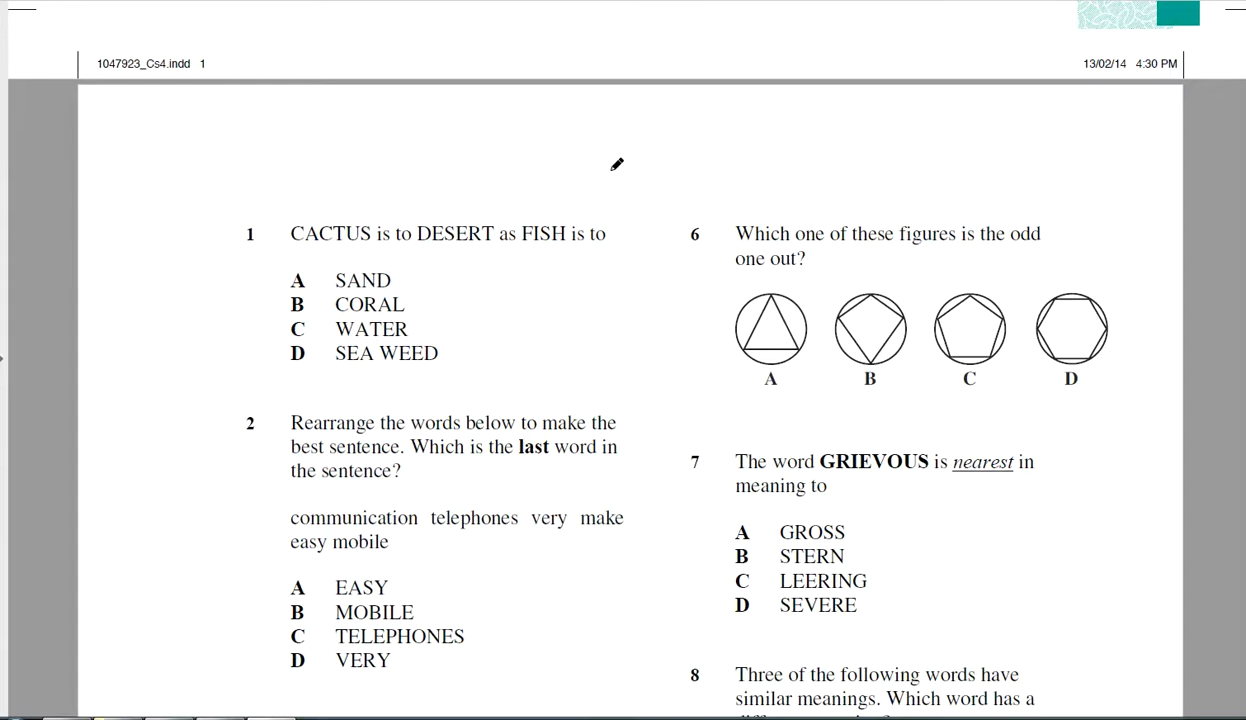 1047923_Cs4.indd 1
13/02/14 4:30 PM
1 CACTUS is to DESERT as FISH is to
A SAND
B CORAL
C WATER
D SEA WEED
2 Rearrange the words below to make the
best sentence. Which is the last word in
the sentence?
communication telephones very make
easy mobile
A EASY
B MOBILE
C TELEPHONES
D VERY
6 Which one of these figures is the odd
one out?
A B C D
7 The word GRIEVOUS is nearest in
meaning to
A GROSS
B STERN
C LEERING
D SEVERE
8 Three of the following words have
similar meanings. Which word has a